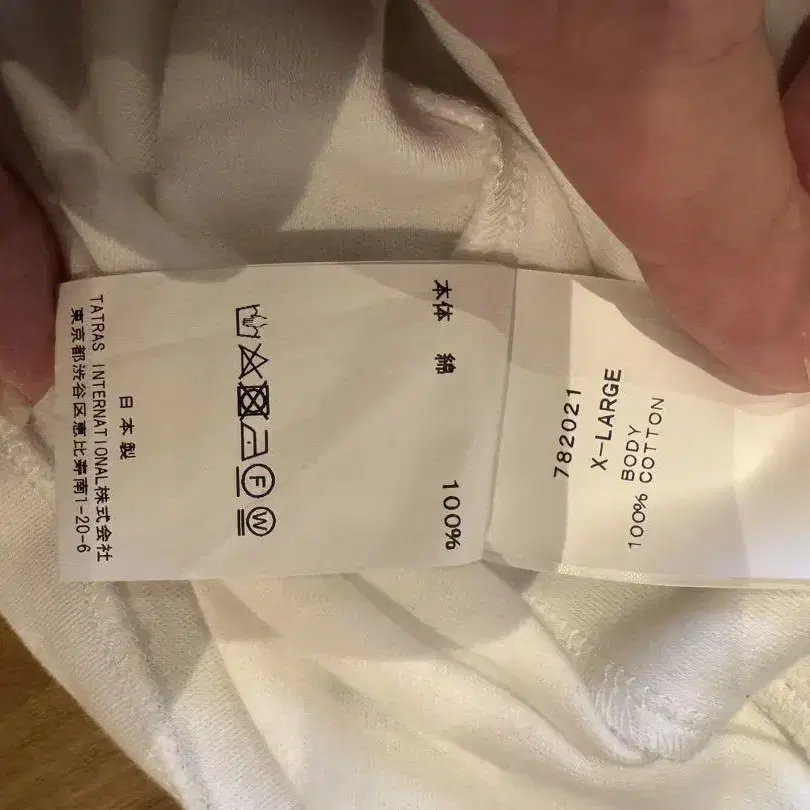 本体 綿 100%
F
W
日本製
TATRAS INTERNATIONAL株式会社
東京都渋谷区恵比寿南1-20-6
782021
X-LARGE
BODY
100% COTTON